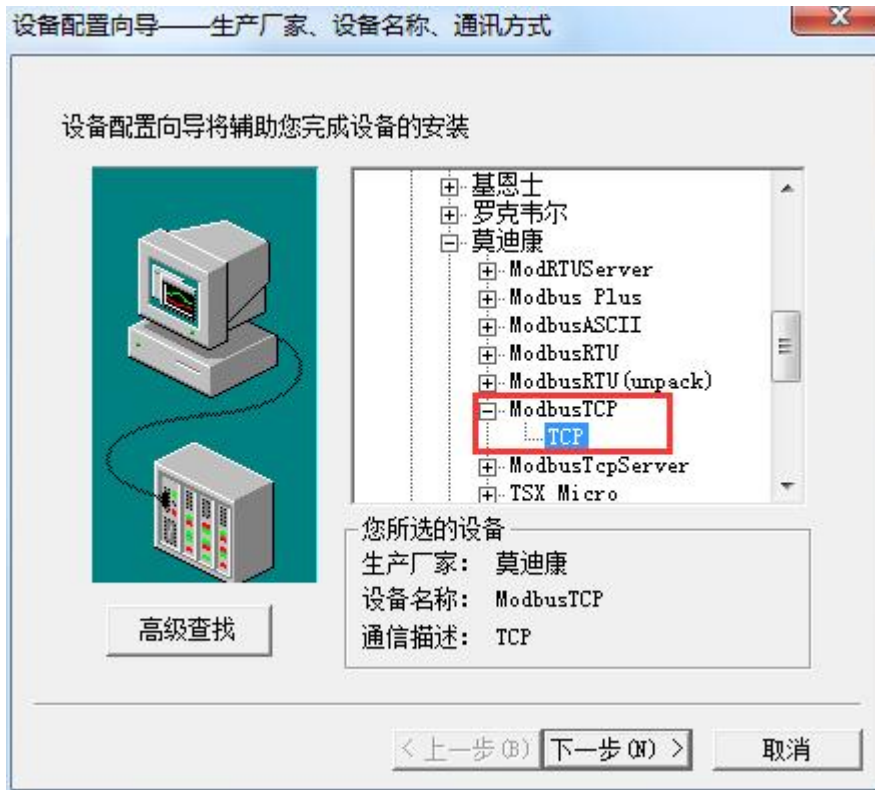 设备配置向导——生产厂家、设备名称、通讯方式
设备配置向导将辅助您完成设备的安装
基恩士
罗克韦尔
莫迪康
ModRTUServer
Modbus Plus
ModbusASCII
ModbusRTU
ModbusRTU(unpack)
ModbusTCP
TCP
ModbusTcpServer
TSX Micro
您所选的设备
生产厂家： 莫迪康
设备名称： ModbusTCP
通信描述： TCP
高级查找
< 上一步(B) 下一步(N) > 取消